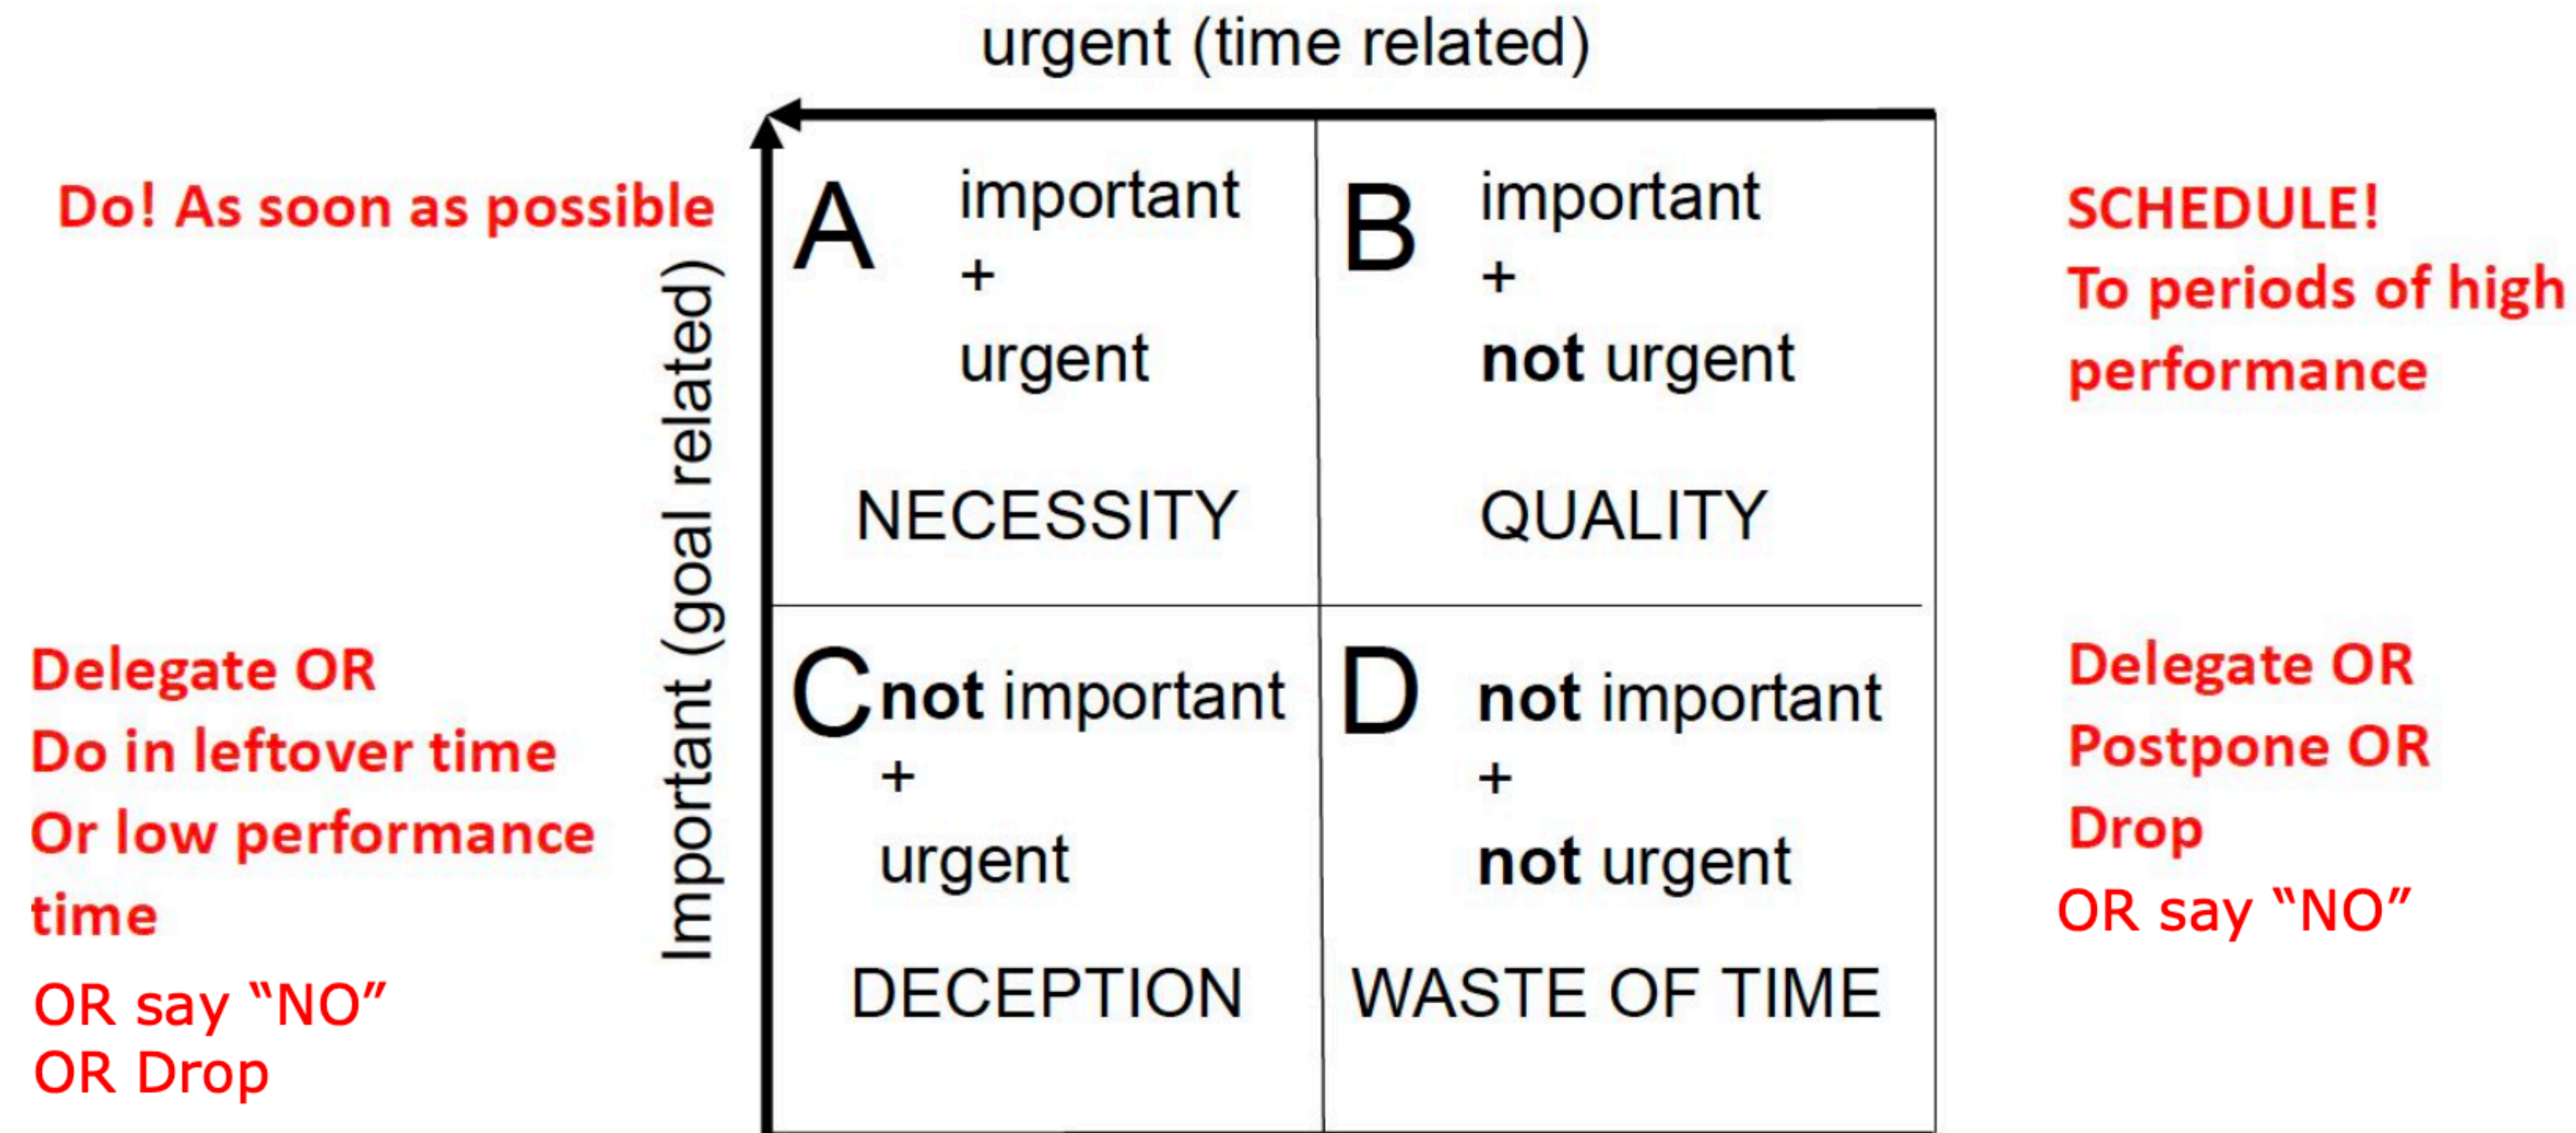 urgent (time related)
Important (goal related)
Do! As soon as possible
A
important
+
urgent
NECESSITY
B
important
+
not urgent
QUALITY
SCHEDULE!
To periods of high
performance
Delegate OR
Do in leftover time
Or low performance
time
OR say “NO”
OR Drop
C
not important
+
urgent
DECEPTION
D
not important
+
not urgent
WASTE OF TIME
Delegate OR
Postpone OR
Drop
OR say “NO”